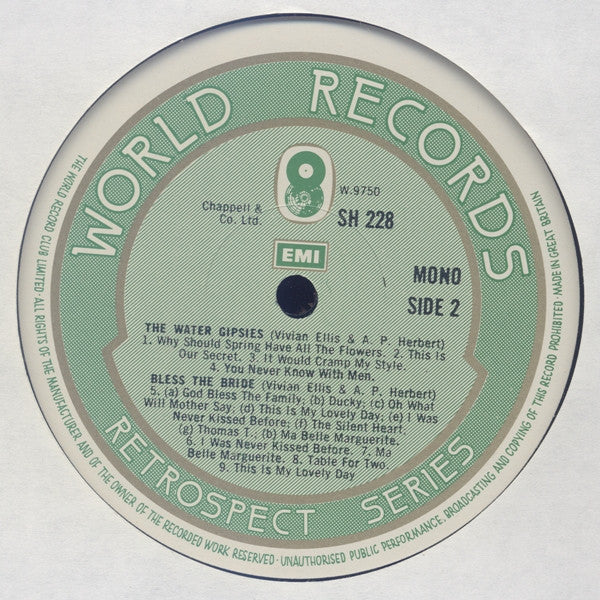 WORLD RECORDS
8
W.9750
Chappell &
Co. Ltd.
SH 228
EMI
MONO
SIDE 2
THE WATER GIPSIES (Vivian Ellis & A. P. Herbert)
1. Why Should Spring Have All The Flowers. 2. This Is
Our Secret. 3. It Would Cramp My Style.
4. You Never Know With Men.
BLESS THE BRIDE (Vivian Ellis & A. P. Herbert)
5. (a) God Bless The Family; (b) Ducky; (c) Oh What
Will Mother Say; (d) This Is My Lovely Day; (e) I Was
Never Kissed Before; (f) The Silent Heart.
(g) Thomas T.; (b) Ma Belle Marguerite.
6. I Was Never Kissed Before. 7. Ma
Belle Marguerite. 8. Table For Two.
9. This Is My Lovely Day
RETROSPECT SERIES
THE WORLD RECORD CLUB LIMITED · ALL RIGHTS OF THE MANUFACTURER AND OF THE OWNER OF THE RECORDED WORK RESERVED · UNAUTHORISED PUBLIC PERFORMANCE, BROADCASTING AND COPYING OF THIS RECORD PROHIBITED · MADE IN GREAT BRITAIN